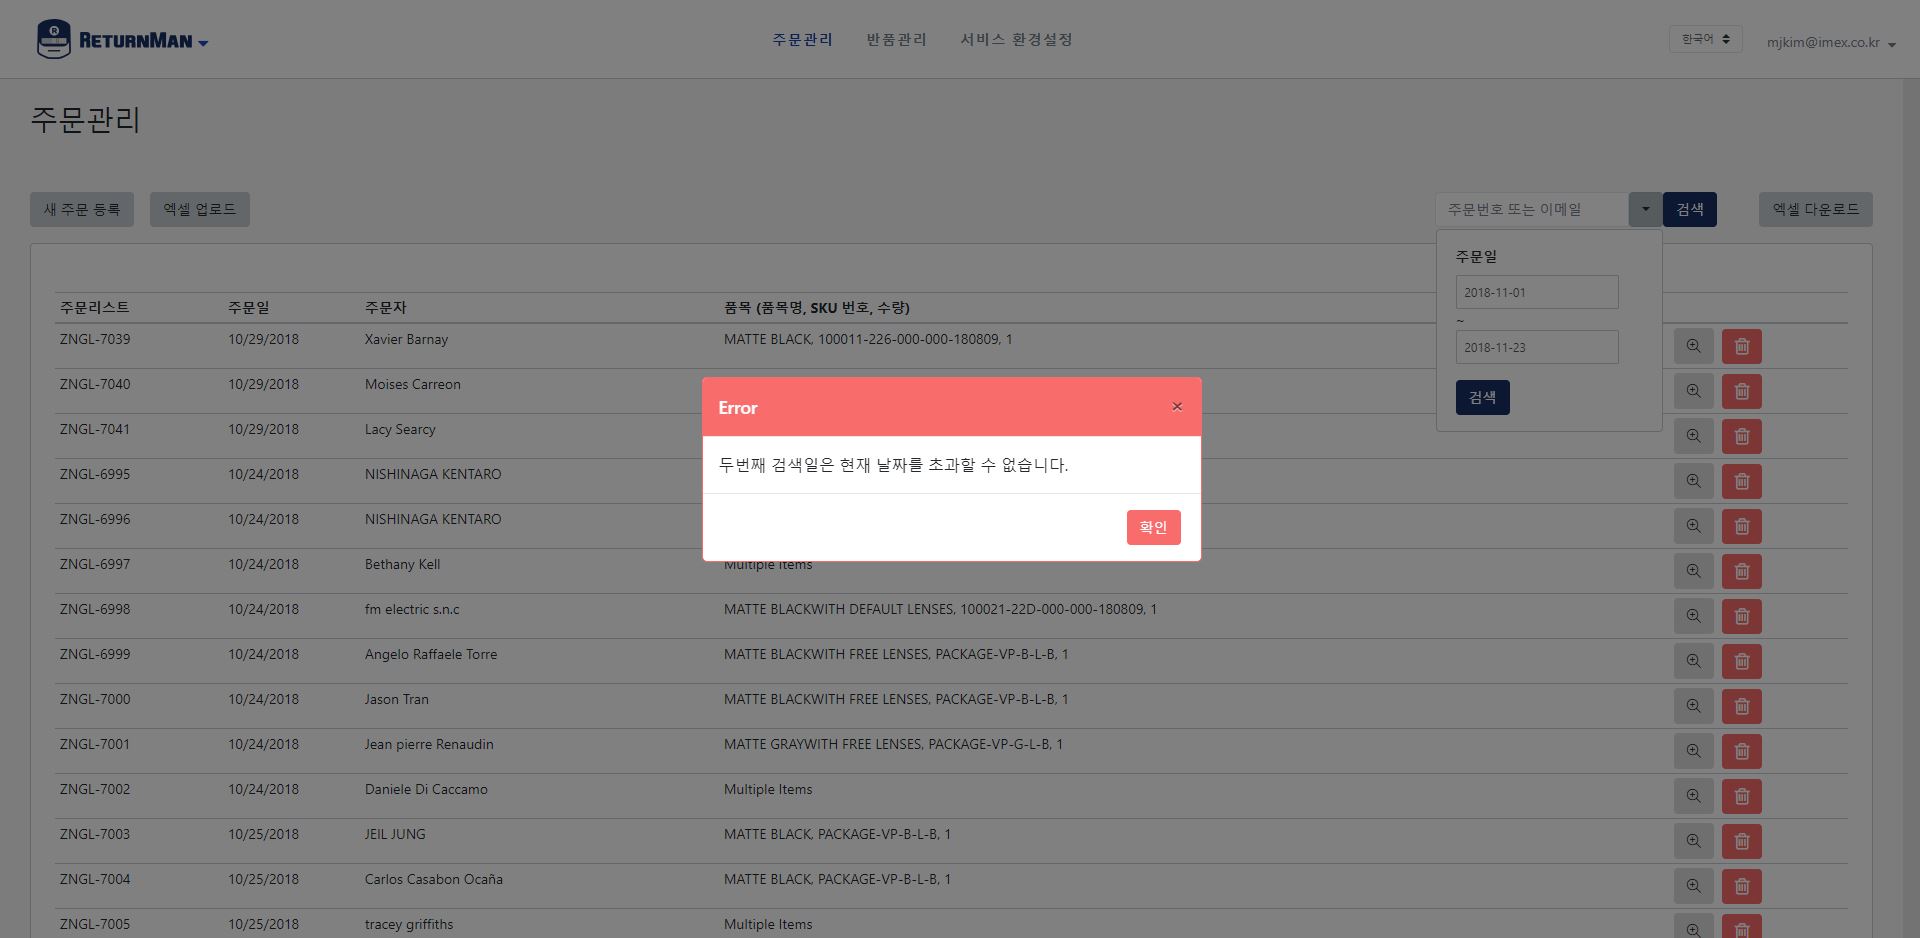 RETURNMAN
주문관리 반품관리 서비스 환경설정
한국어
mjkim@imex.co.kr
주문관리
새 주문 등록 엑셀 업로드
주문번호 또는 이메일 검색 엑셀 다운로드
주문일
2018-11-01
~
2018-11-23
검색
주문리스트 주문일 주문자 품목 (품목명, SKU 번호, 수량)
ZNGL-7039 10/29/2018 Xavier Barnay MATTE BLACK, 100011-226-000-000-180809, 1
ZNGL-7040 10/29/2018 Moises Carreon
ZNGL-7041 10/29/2018 Lacy Searcy
ZNGL-6995 10/24/2018 NISHINAGA KENTARO
ZNGL-6996 10/24/2018 NISHINAGA KENTARO
ZNGL-6997 10/24/2018 Bethany Kell Multiple Items
ZNGL-6998 10/24/2018 fm electric s.n.c MATTE BLACKWITH DEFAULT LENSES, 100021-22D-000-000-180809, 1
ZNGL-6999 10/24/2018 Angelo Raffaele Torre MATTE BLACKWITH FREE LENSES, PACKAGE-VP-B-L-B, 1
ZNGL-7000 10/24/2018 Jason Tran MATTE BLACKWITH FREE LENSES, PACKAGE-VP-B-L-B, 1
ZNGL-7001 10/24/2018 Jean pierre Renaudin MATTE GRAYWITH FREE LENSES, PACKAGE-VP-G-L-B, 1
ZNGL-7002 10/24/2018 Daniele Di Caccamo Multiple Items
ZNGL-7003 10/25/2018 JEIL JUNG MATTE BLACK, PACKAGE-VP-B-L-B, 1
ZNGL-7004 10/25/2018 Carlos Casabon Ocaña MATTE BLACK, PACKAGE-VP-B-L-B, 1
ZNGL-7005 10/25/2018 tracey griffiths Multiple Items
Error ×
두번째 검색일은 현재 날짜를 초과할 수 없습니다.
확인